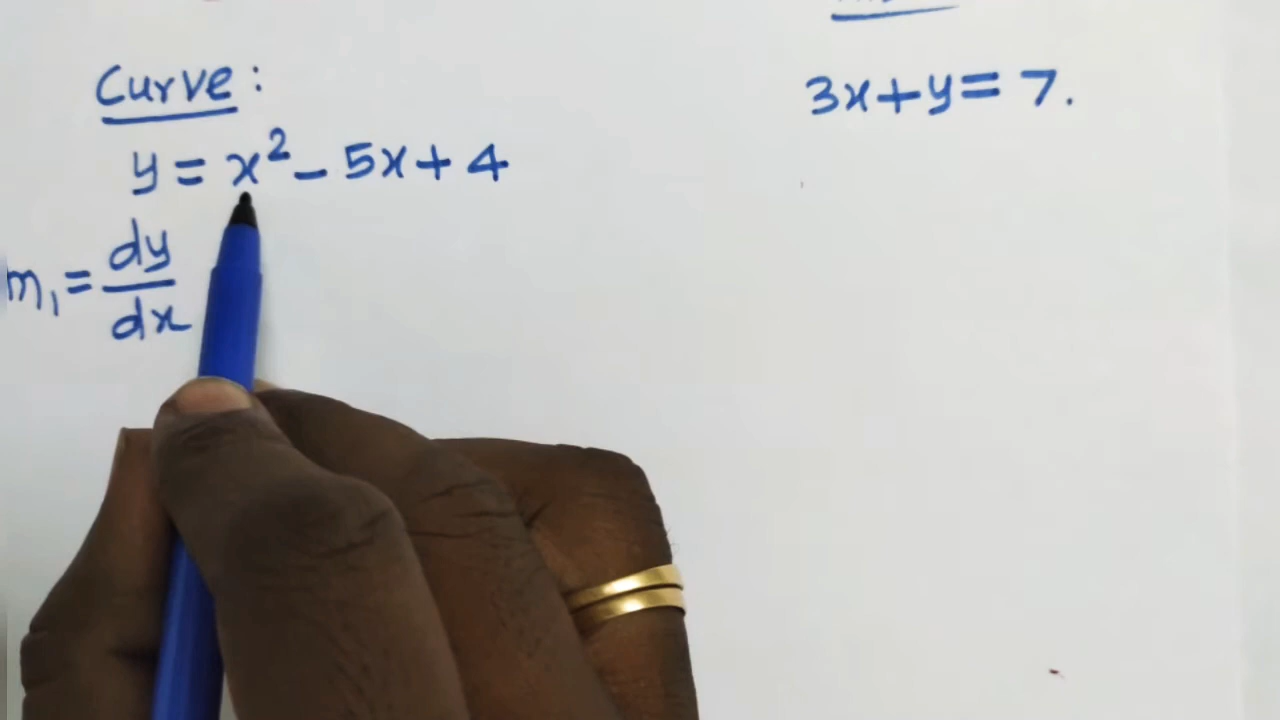 Curve :
y = x² - 5x + 4
m₁ = dy/dx
3x + y = 7.